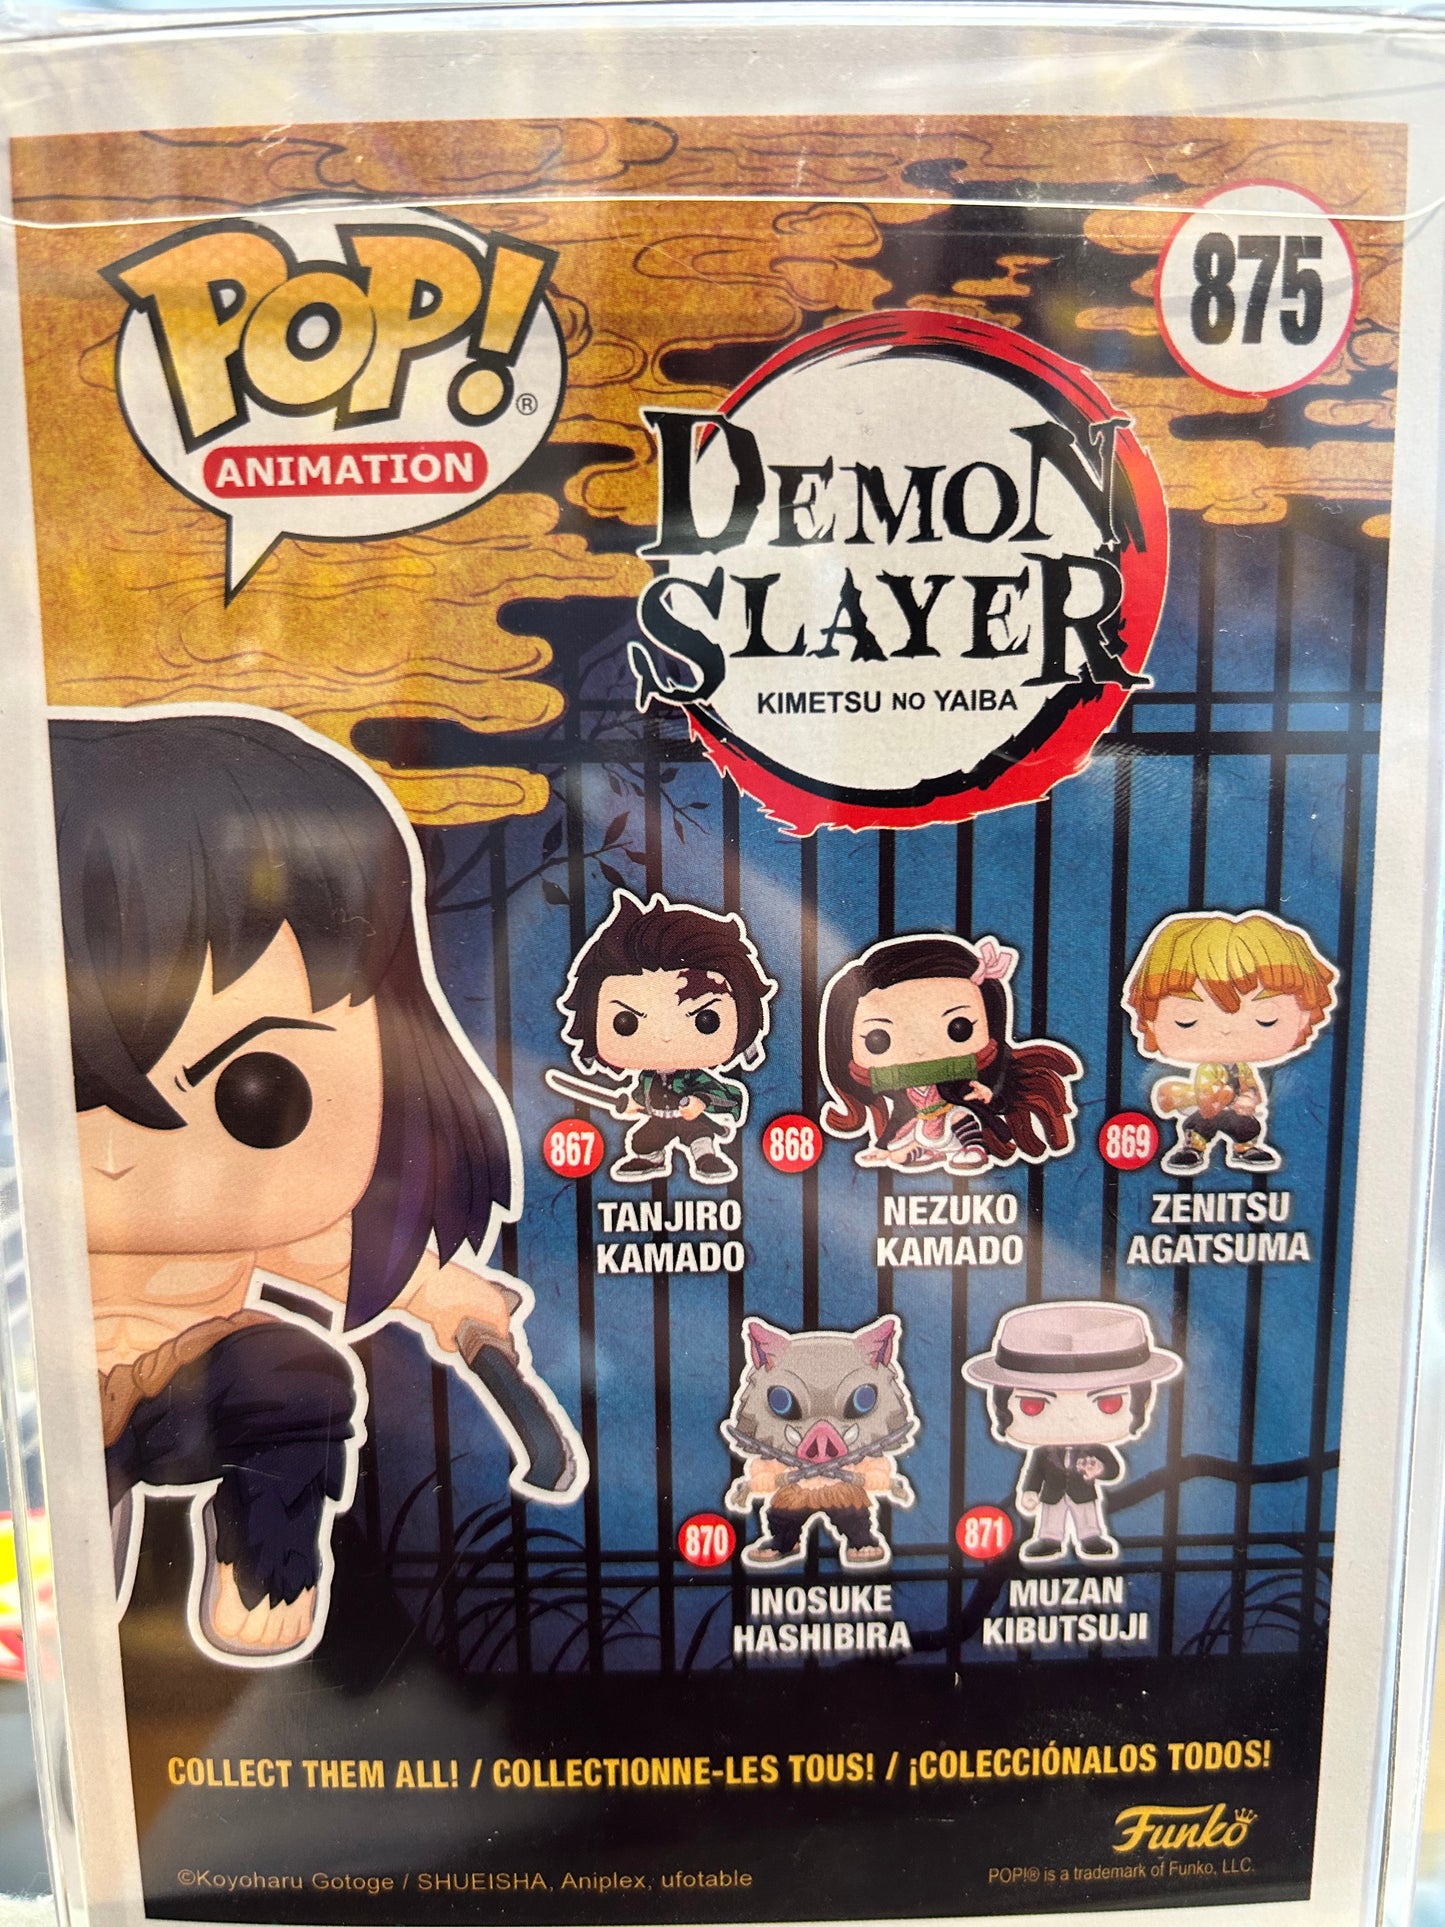 POP!®
ANIMATION
875
DEMON
SLAYER
KIMETSU NO YAIBA
867
TANJIRO
KAMADO
868
NEZUKO
KAMADO
869
ZENITSU
AGATSUMA
870
INOSUKE
HASHIBIRA
871
MUZAN
KIBUTSUJI
COLLECT THEM ALL! / COLLECTIONNE-LES TOUS! / ¡COLECCIÓNALOS TODOS!
Funko
©Koyoharu Gotoge / SHUEISHA, Aniplex, ufotable
POP!® is a trademark of Funko, LLC.